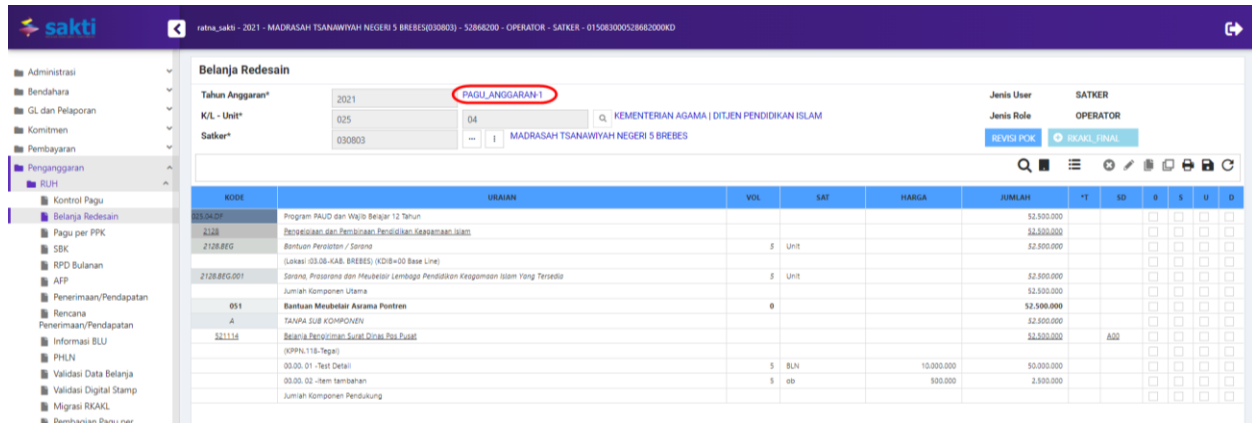 sakti
ratna_sakti - 2021 - MADRASAH TSANAWIYAH NEGERI 5 BREBES(030803) - 52868200 - OPERATOR - SATKER - 015083000528682000KD
Administrasi
Bendahara
GL dan Pelaporan
Komitmen
Pembayaran
Penganggaran
RUH
Kontrol Pagu
Belanja Redesain
Pagu per PPK
SBK
RPD Bulanan
AFP
Penerimaan/Pendapatan
Rencana
Penerimaan/Pendapatan
Informasi BLU
PHLN
Validasi Data Belanja
Validasi Digital Stamp
Migrasi RKAKL
Pembagian Pagu per
Belanja Redesain
Tahun Anggaran* 2021 PAGU_ANGGARAN-1 Jenis User SATKER
K/L - Unit* 025 04 KEMENTERIAN AGAMA | DITJEN PENDIDIKAN ISLAM Jenis Role OPERATOR
Satker* 030803 ... MADRASAH TSANAWIYAH NEGERI 5 BREBES REVISI POK RKAKL_FINAL
KODE URAIAN VOL SAT HARGA JUMLAH *T SD 0 S U D
025.04.DF Program PAUD dan Wajib Belajar 12 Tahun 52.500.000
2128 Pengelolaan dan Pembinaan Pendidikan Keagamaan Islam 52.500.000
2128.BEG Bantuan Peralatan / Sarana 5 Unit 52.500.000
(Lokasi :03.08-KAB. BREBES) (KDIB=00 Base Line)
2128.BEG.001 Sarana, Prasarana dan Meubelair Lembaga Pendidikan Keagamaan Islam Yang Tersedia 5 Unit 52.500.000
Jumlah Komponen Utama 52.500.000
051 Bantuan Meubelair Asrama Pontren 0 52.500.000
A TANPA SUB KOMPONEN 52.500.000
521114 Belanja Pengiriman Surat Dinas Pos Pusat 52.500.000 A00
(KPPN.118-Tegal)
00.00. 01 -Test Detail 5 BLN 10.000.000 50.000.000
00.00. 02 -item tambahan 5 ob 500.000 2.500.000
Jumlah Komponen Pendukung